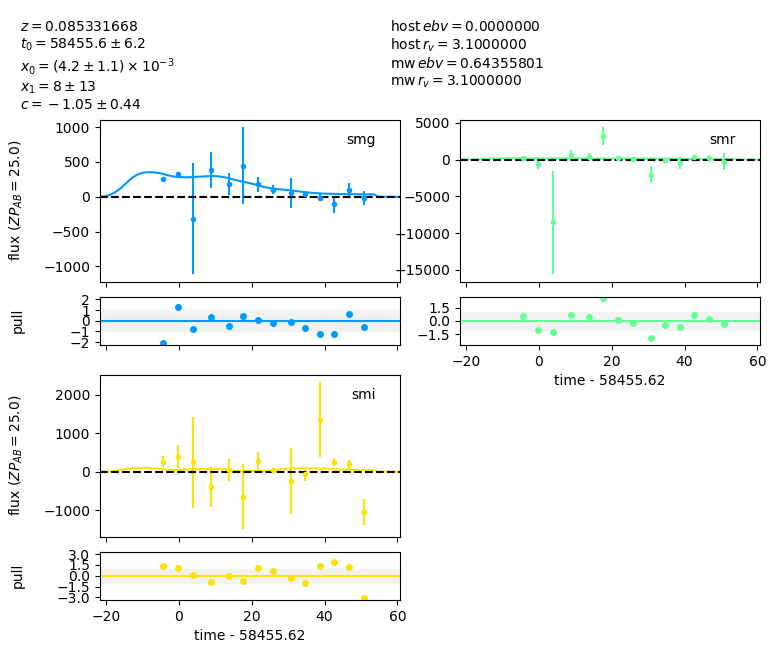 z = 0.085331668
t₀ = 58455.6 ± 6.2
x₀ = (4.2 ± 1.1) × 10⁻³
x₁ = 8 ± 13
c = −1.05 ± 0.44
host ebv = 0.0000000
host r_v = 3.1000000
mw ebv = 0.64355801
mw r_v = 3.1000000
smg
flux (ZP_AB = 25.0)
1000
500
0
−500
−1000
smr
5000
0
−5000
−10000
−15000
pull
2
1
0
−1
−2
1.5
0.0
−1.5
−20 0 20 40 60
time - 58455.62
smi
flux (ZP_AB = 25.0)
2000
1000
0
−1000
pull
3.0
1.5
0.0
−1.5
−3.0
−20 0 20 40 60
time - 58455.62